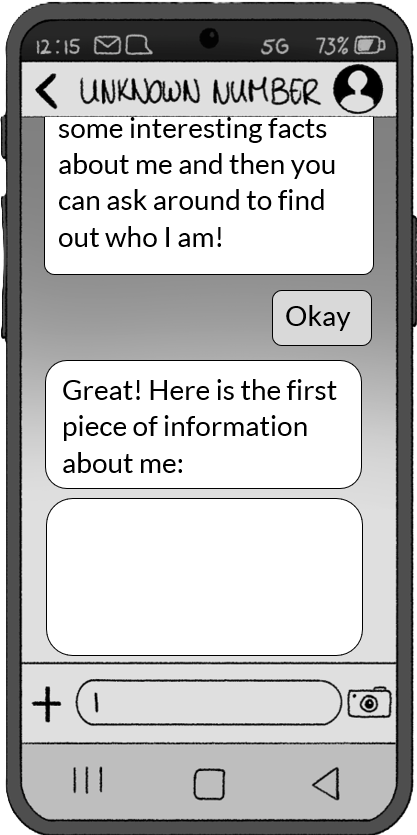 12:15 5G 73%
UNKNOWN NUMBER
some interesting facts
about me and then you
can ask around to find
out who I am!
Okay
Great! Here is the first
piece of information
about me: